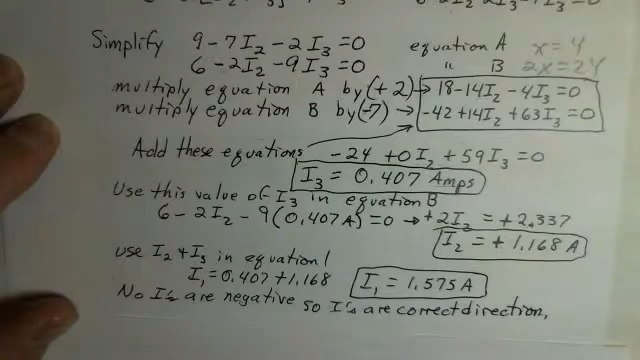 Simplify 9 - 7I₂ - 2I₃ = 0 equation A x = 4
6 - 2I₂ - 9I₃ = 0 " B 2x = 24
multiply equation A by (+2) → 18 - 14I₂ - 4I₃ = 0
multiply equation B by (-7) → -42 + 14I₂ + 63I₃ = 0
Add these equations -24 + 0I₂ + 59I₃ = 0
I₃ = 0.407 Amps
Use this value of I₃ in equation B
6 - 2I₂ - 9(0.407A) = 0 → +2I₂ = +2.337
I₂ = + 1.168 A
use I₂ + I₃ in equation 1
I₁ = 0.407 + 1.168 I₁ = 1.575 A
No I's are negative so I's are correct direction,